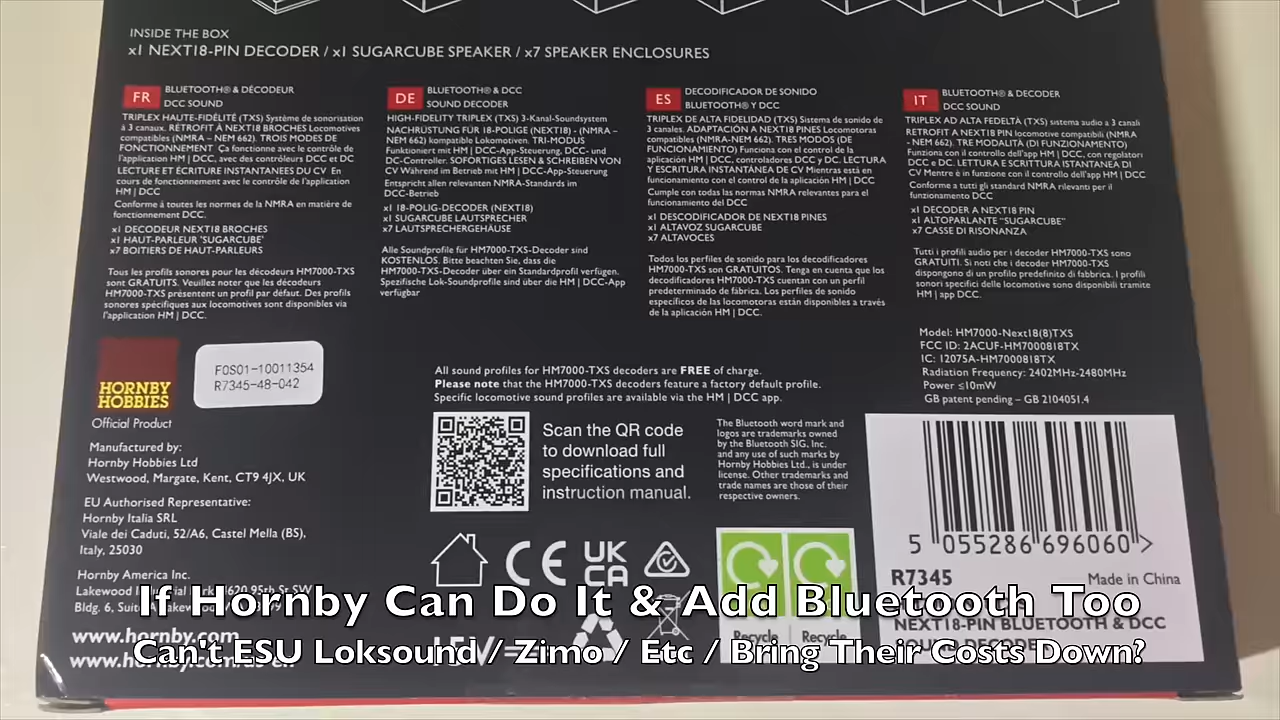 INSIDE THE BOX
x1 NEXT18-PIN DECODER / x1 SUGARCUBE SPEAKER / x7 SPEAKER ENCLOSURES
FR
BLUETOOTH® & DÉCODEUR
DCC SOUND
TRIPLEX HAUTE-FIDÉLITÉ (TXS) Système de sonorisation
à 3 canaux. RÉTROFIT À NEXT18 BROCHES Locomotives
compatibles (NMRA – NEM 662). TROIS MODES DE
FONCTIONNEMENT Ça fonctionne avec le contrôle de
l'application HM | DCC, avec des contrôleurs DCC et DC
LECTURE ET ÉCRITURE INSTANTANÉES DU CV En
cours de fonctionnement avec le contrôle de l'application
HM | DCC
Conforme à toutes les normes de la NMRA en matière de
fonctionnement DCC.
x1 DECODEUR NEXT18 BROCHES
x1 HAUT-PARLEUR 'SUGARCUBE'
x7 BOITIERS DE HAUT-PARLEURS
Tous les profils sonores pour les décodeurs HM7000-TXS
sont GRATUITS. Veuillez noter que les décodeurs
HM7000-TXS présentent un profil par défaut. Des profils
sonores spécifiques aux locomotives sont disponibles via
l'application HM | DCC.
DE
BLUETOOTH® & DCC
SOUND DECODER
HIGH-FIDELITY TRIPLEX (TXS) 3-Kanal-Soundsystem
NACHRÜSTUNG FÜR 18-POLIGE (NEXT18) - (NMRA –
NEM 662) kompatible Lokomotiven. TRI-MODUS
Funktioniert mit HM | DCC-App-Steuerung, DCC- und
DC-Controller. SOFORTIGES LESEN & SCHREIBEN VON
CV Während im Betrieb mit HM | DCC-App-Steuerung
Entspricht allen relevanten NMRA-Standards im
DCC-Betrieb
x1 18-POLIG-DECODER (NEXT18)
x1 SUGARCUBE LAUTSPRECHER
x7 LAUTSPRECHERGEHÄUSE
Alle Soundprofile für HM7000-TXS-Decoder sind
KOSTENLOS. Bitte beachten Sie, dass die
HM7000-TXS-Decoder über ein Standardprofil verfügen.
Spezifische Lok-Soundprofile sind über die HM | DCC-App
verfügbar
ES
DECODIFICADOR DE SONIDO
BLUETOOTH® Y DCC
TRIPLEX DE ALTA FIDELIDAD (TXS) Sistema de sonido de
3 canales. ADAPTACIÓN A NEXT18 PINES Locomotoras
compatibles (NMRA-NEM 662). TRES MODOS (DE
FUNCIONAMIENTO) Funciona con el control de la
aplicación HM | DCC, controladores DCC y DC. LECTURA
Y ESCRITURA INSTANTÁNEA DE CV Mientras está en
funcionamiento con el control de la aplicación HM | DCC
Cumple con todas las normas NMRA relevantes para el
funcionamiento del DCC
x1 DESCODIFICADOR DE NEXT18 PINES
x1 ALTAVOZ SUGARCUBE
x7 ALTAVOCES
Todos los perfiles de sonido para los decodificadores
HM7000-TXS son GRATUITOS. Tenga en cuenta que los
decodificadores HM7000-TXS cuentan con un perfil
predeterminado de fábrica. Los perfiles de sonido
específicos de las locomotoras están disponibles a través
de la aplicación HM | DCC.
IT
BLUETOOTH® & DECODER
DCC SOUND
TRIPLEX AD ALTA FEDELTÀ (TXS) sistema audio a 3 canali
RETROFIT A NEXT18 PIN locomotive compatibili (NMRA
- NEM 662). TRE MODALITÀ (DI FUNZIONAMENTO)
Funziona con il controllo dell'app HM | DCC, con regolatori
DCC e DC. LETTURA E SCRITTURA ISTANTANEA DI
CV Mentre è in funzione con il controllo dell'app HM | DCC
Conforme a tutti gli standard NMRA rilevanti per il
funzionamento DCC
x1 DECODER A NEXT18 PIN
x1 ALTOPARLANTE "SUGARCUBE"
x7 CASSE DI RISONANZA
Tutti i profili audio per i decoder HM7000-TXS sono
GRATUITI. Si noti che i decoder HM7000-TXS
dispongono di un profilo predefinito di fabbrica. I profili
sonori specifici delle locomotive sono disponibili tramite
HM | app DCC.
Model: HM7000-Next18(8)TXS
FCC ID: 2ACUF-HM7000818TX
IC: 12075A-HM7000818TX
Radiation Frequency: 2402MHz-2480MHz
Power ≤10mW
GB patent pending – GB 2104051.4
HORNBY
HOBBIES
Official Product
F0S01-10011354
R7345-48-042
Manufactured by:
Hornby Hobbies Ltd
Westwood, Margate, Kent, CT9 4JX, UK
EU Authorised Representative:
Hornby Italia SRL
Viale dei Caduti, 52/A6, Castel Mella (BS),
Italy, 25030
Hornby America Inc.
www.hornby.com
All sound profiles for HM7000-TXS decoders are FREE of charge.
Please note that the HM7000-TXS decoders feature a factory default profile.
Specific locomotive sound profiles are available via the HM | DCC app.
Scan the QR code
to download full
specifications and
instruction manual.
The Bluetooth word mark and
logos are trademarks owned
by the Bluetooth SIG, Inc.
and any use of such marks by
Hornby Hobbies Ltd., is under
license. Other trademarks and
trade names are those of their
respective owners.
CE
UK
CA
Recycle
Recycle
5 055286 696060 >
R7345
Made in China
NEXT18-PIN BLUETOOTH & DCC
SOUND DECODER
If Hornby Can Do It & Add Bluetooth Too
Can't ESU Loksound / Zimo / Etc / Bring Their Costs Down?